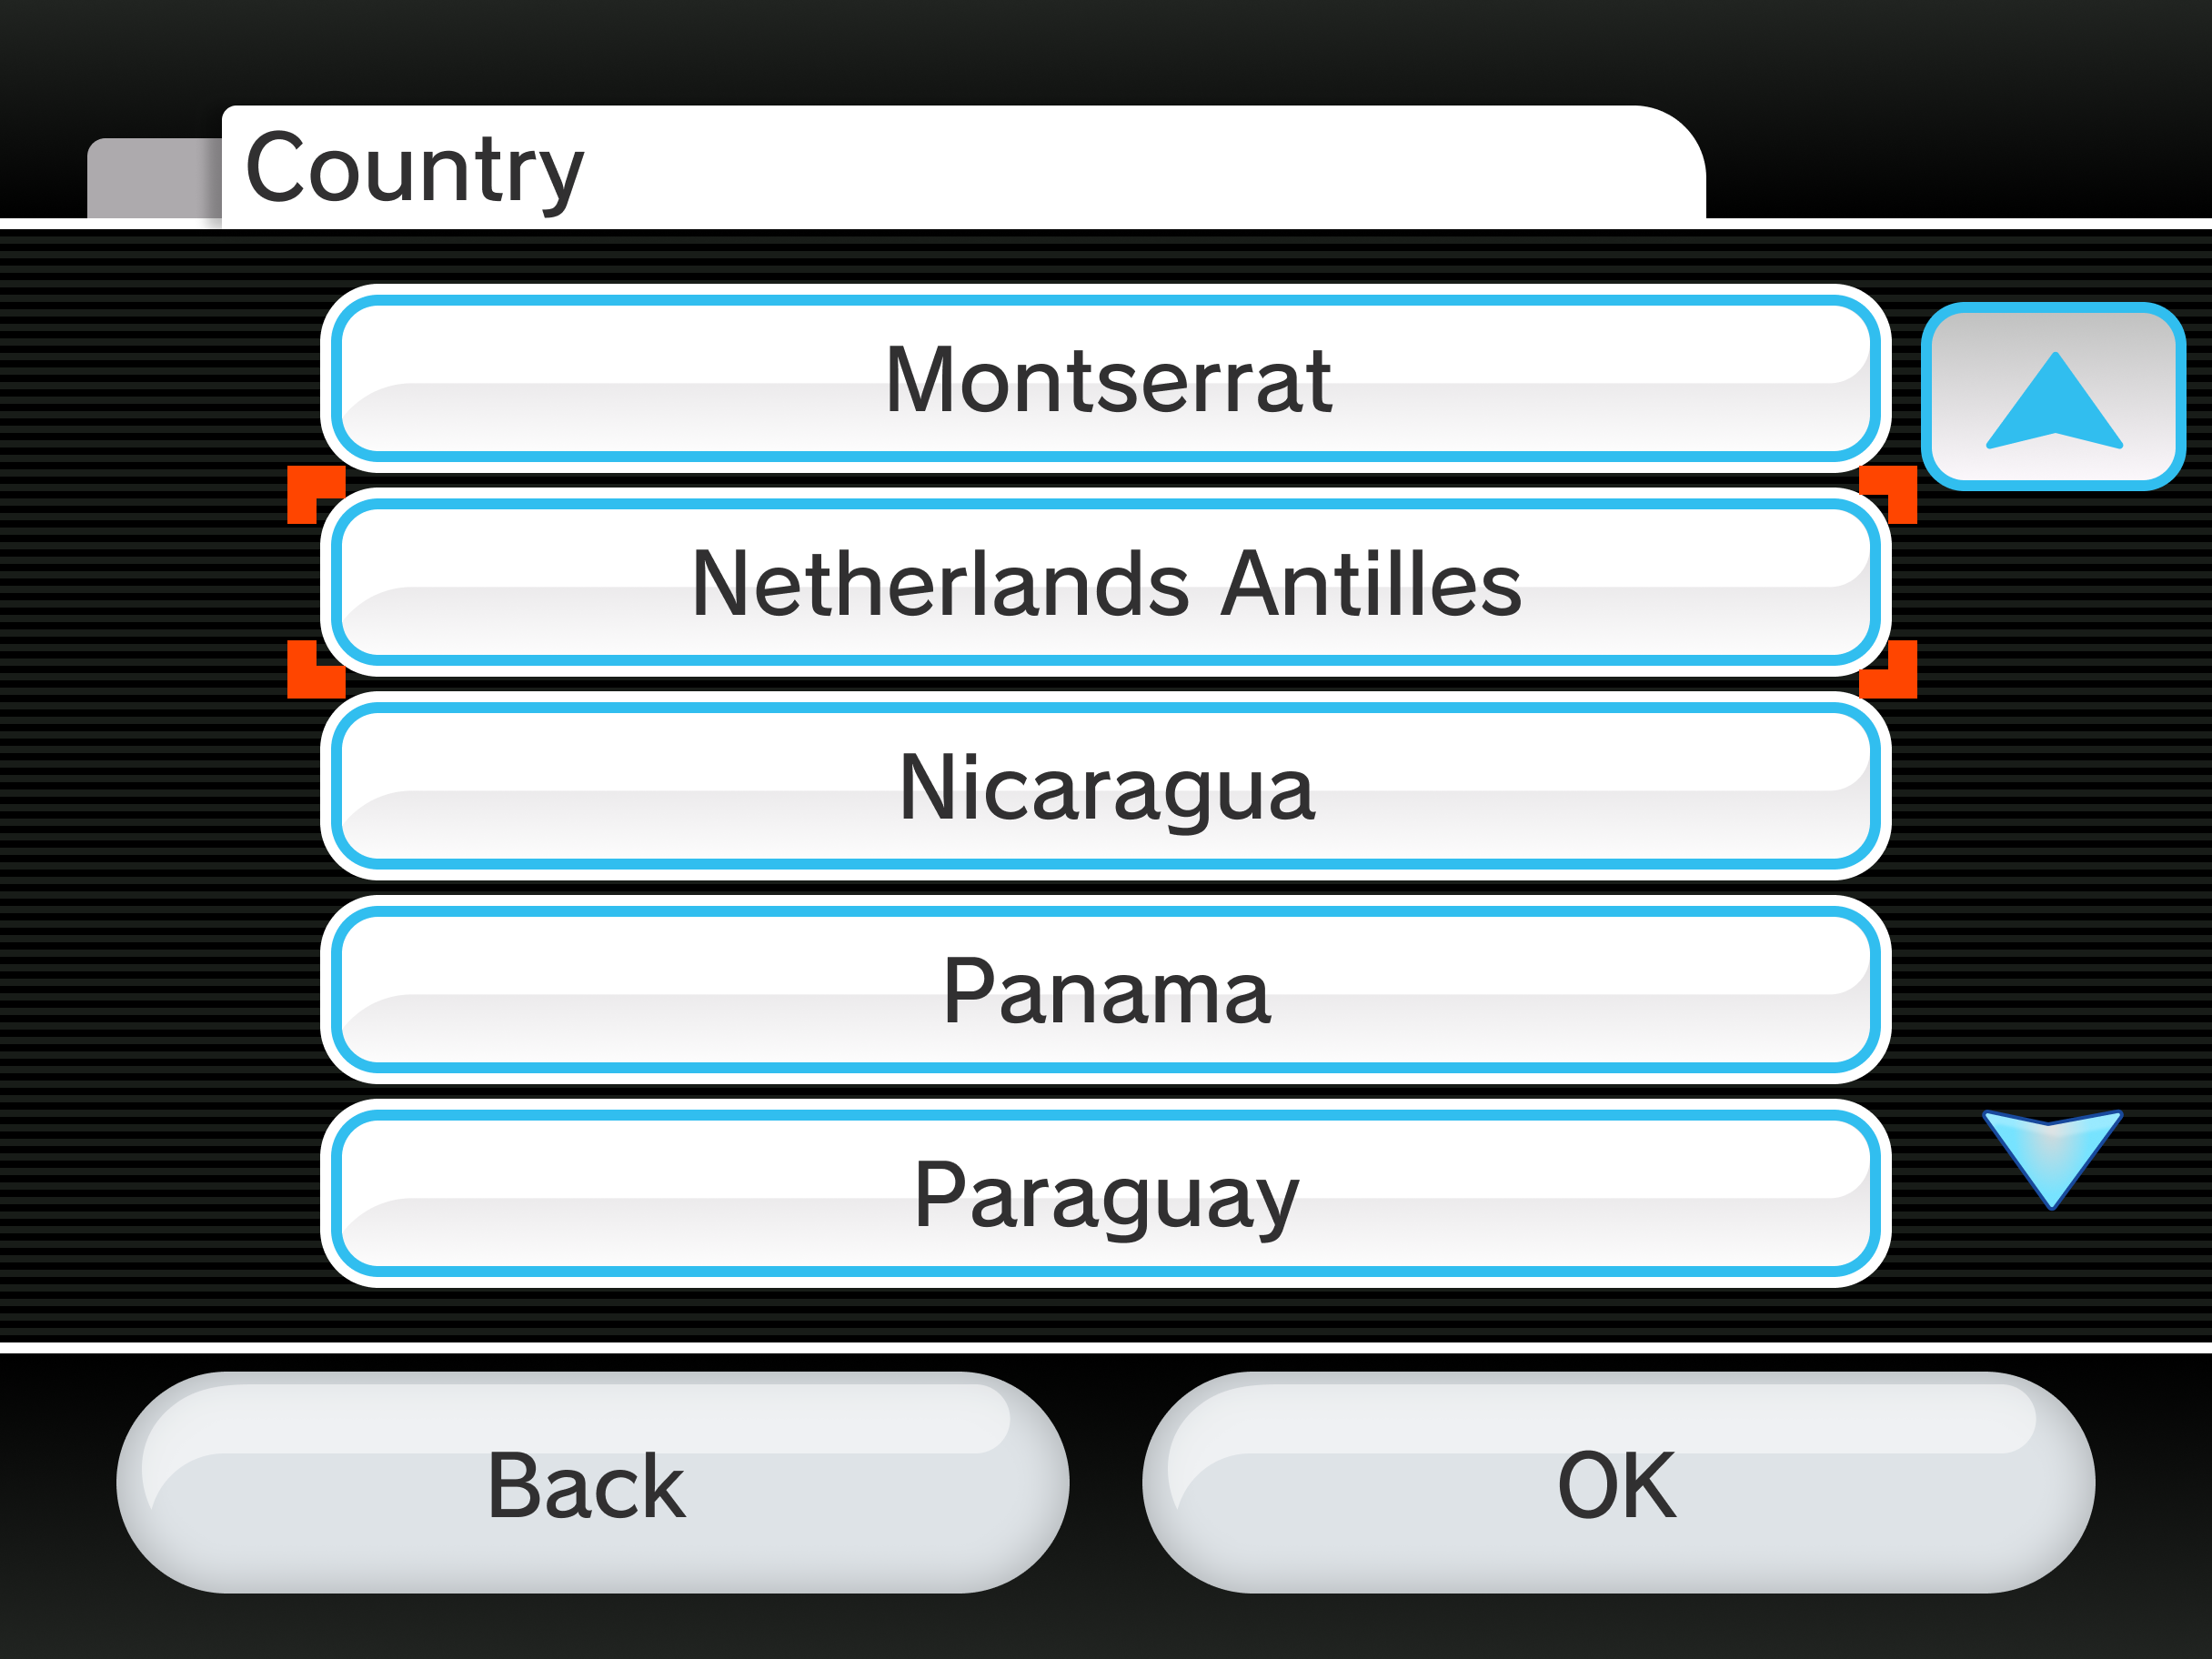 Country
Montserrat
Netherlands Antilles
Nicaragua
Panama
Paraguay
Back
OK